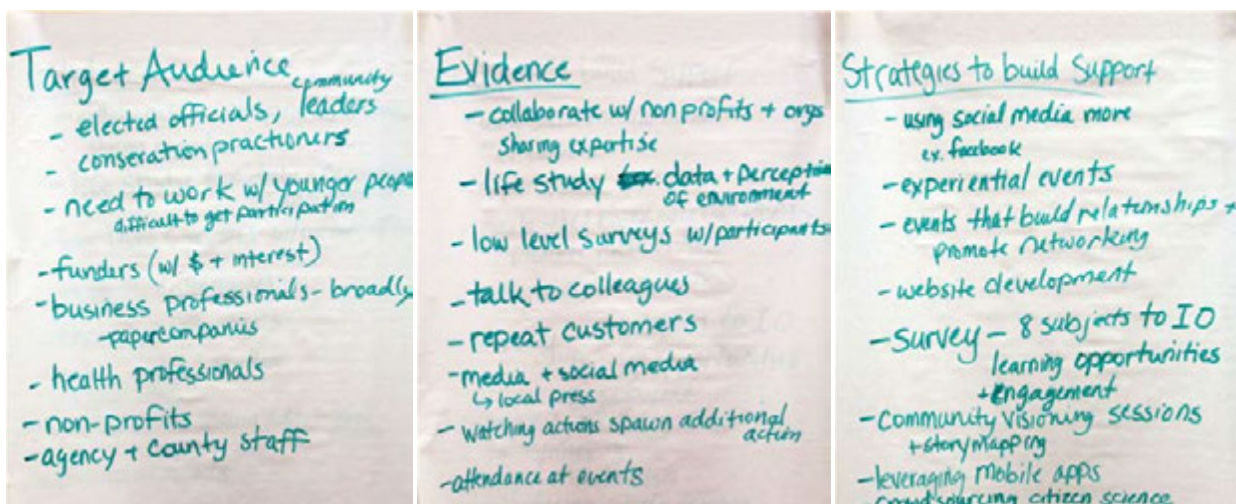 Target Audience
- elected officials, community leaders
- conseration practioners
- need to work w/ younger people
difficult to get participation
- funders (w/ $ + interest)
- business professionals - broadly
- papercompanies
- health professionals
- non-profits
- agency + county staff
Evidence
- collaborate w/ non profits + orgs
sharing expertise
- life study data + perception
of environment
- low level surveys w/ participants
- talk to colleagues
- repeat customers
- media + social media
↳ local press
- watching actions spawn additional
action
- attendance at events
Strategies to build Support
- using social media more
ex. facebook
- experiential events
- events that build relationships +
promote networking
- website development
- Survey - 8 subjects to IO
learning opportunities
+ engagement
- Community visioning sessions
+ story mapping
- leveraging mobile apps
- crowdsourcing citizen science